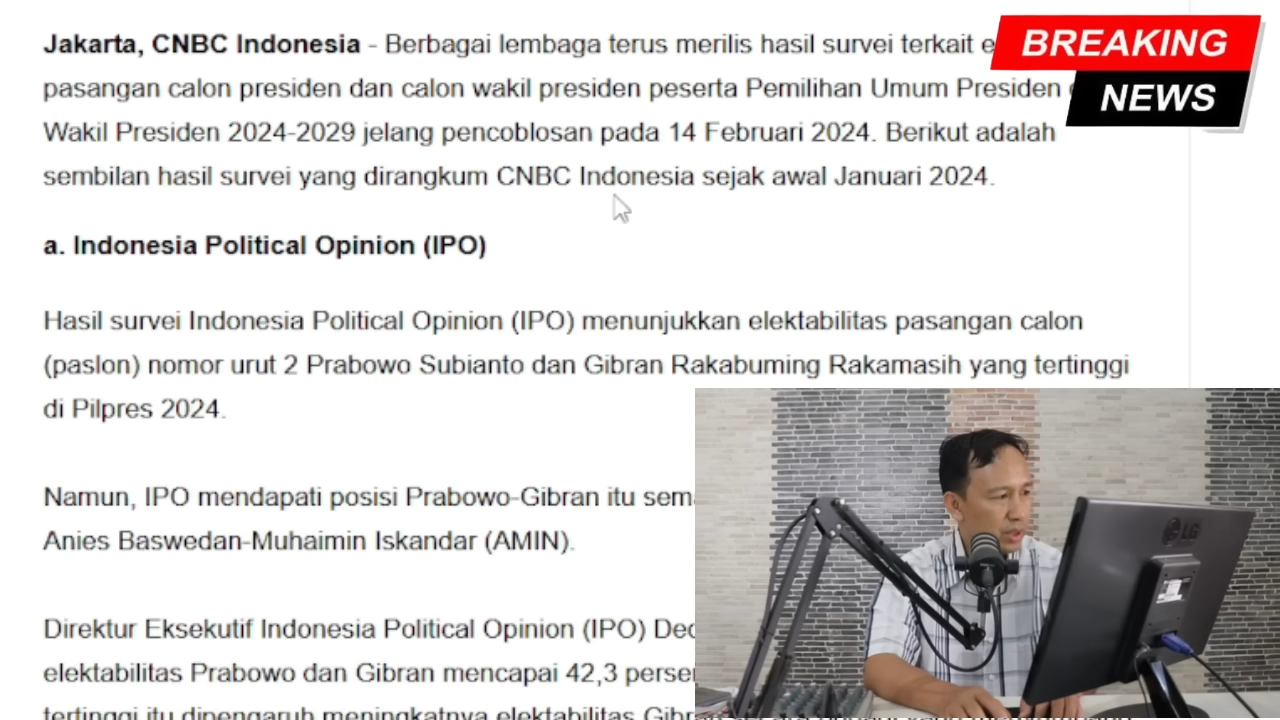 Jakarta, CNBC Indonesia - Berbagai lembaga terus merilis hasil survei terkait
BREAKING
NEWS
pasangan calon presiden dan calon wakil presiden peserta Pemilihan Umum Presiden
Wakil Presiden 2024-2029 jelang pencoblosan pada 14 Februari 2024. Berikut adalah
sembilan hasil survei yang dirangkum CNBC Indonesia sejak awal Januari 2024.
a. Indonesia Political Opinion (IPO)
Hasil survei Indonesia Political Opinion (IPO) menunjukkan elektabilitas pasangan calon
(paslon) nomor urut 2 Prabowo Subianto dan Gibran Rakabuming Rakamasih yang tertinggi
di Pilpres 2024.
Namun, IPO mendapati posisi Prabowo-Gibran itu
Anies Baswedan-Muhaimin Iskandar (AMIN).
LG
Direktur Eksekutif Indonesia Political Opinion (IPO)
elektabilitas Prabowo dan Gibran mencapai 42,3
tertinggi itu dipengaruh meningkatnya elektabilitas